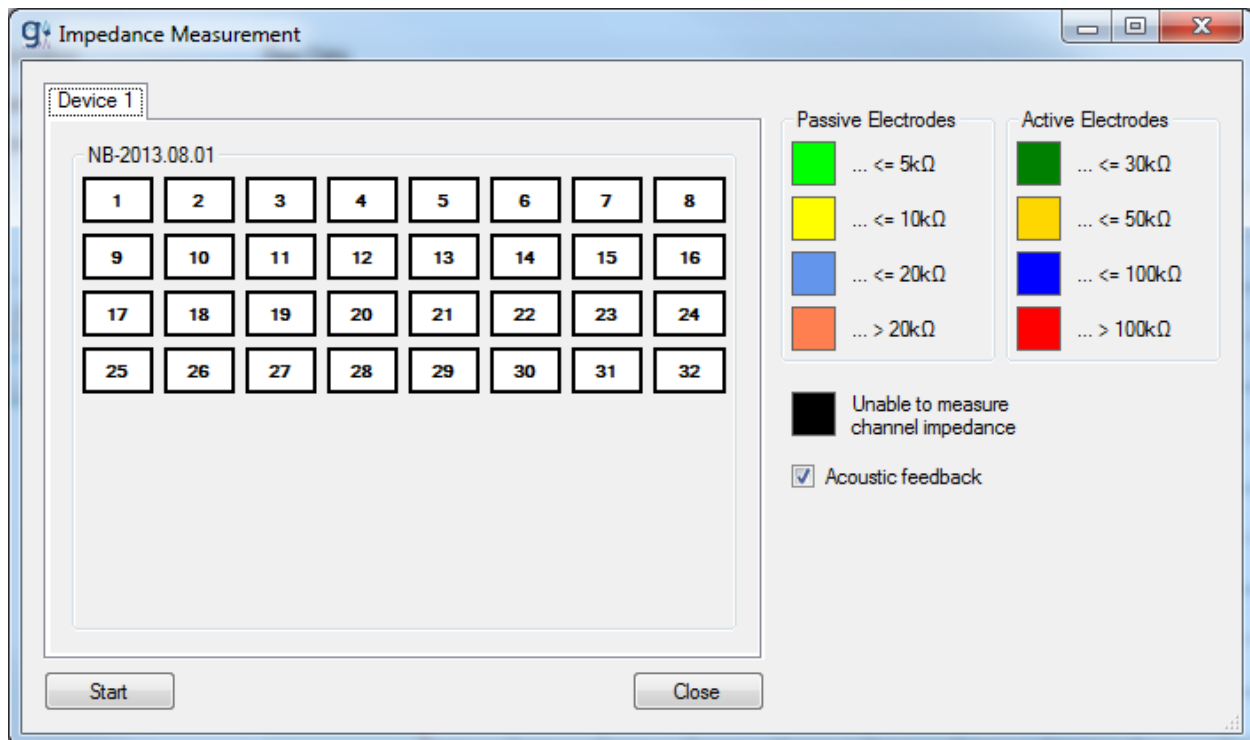 Impedance Measurement
Device 1
NB-2013.08.01
1 2 3 4 5 6 7 8
9 10 11 12 13 14 15 16
17 18 19 20 21 22 23 24
25 26 27 28 29 30 31 32
Start
Close
Passive Electrodes
... <= 5kΩ
... <= 10kΩ
... <= 20kΩ
... > 20kΩ
Active Electrodes
... <= 30kΩ
... <= 50kΩ
... <= 100kΩ
... > 100kΩ
Unable to measure
channel impedance
Acoustic feedback